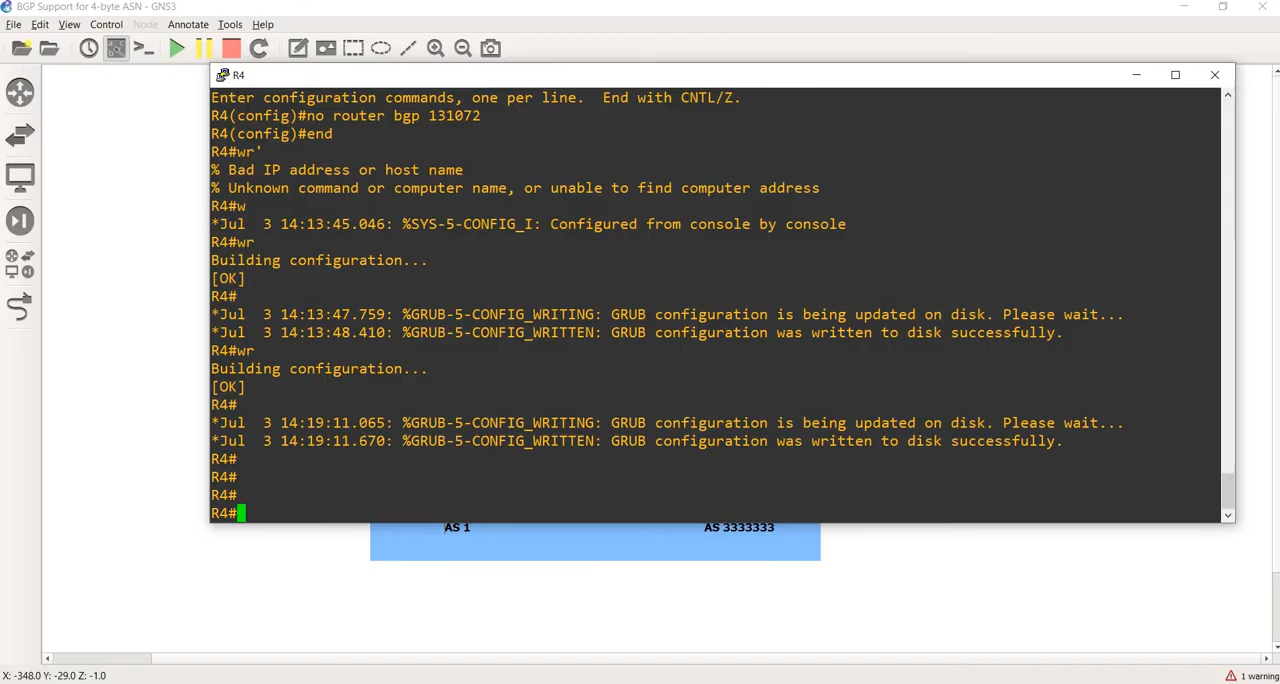 BGP Support for 4-byte ASN - GNS3
File Edit View Control Node Annotate Tools Help
R4
Enter configuration commands, one per line.  End with CNTL/Z.
R4(config)#no router bgp 131072
R4(config)#end
R4#wr'
% Bad IP address or host name
% Unknown command or computer name, or unable to find computer address
R4#w
*Jul  3 14:13:45.046: %SYS-5-CONFIG_I: Configured from console by console
R4#wr
Building configuration...
[OK]
R4#
*Jul  3 14:13:47.759: %GRUB-5-CONFIG_WRITING: GRUB configuration is being updated on disk. Please wait...
*Jul  3 14:13:48.410: %GRUB-5-CONFIG_WRITTEN: GRUB configuration was written to disk successfully.
R4#wr
Building configuration...
[OK]
R4#
*Jul  3 14:19:11.065: %GRUB-5-CONFIG_WRITING: GRUB configuration is being updated on disk. Please wait...
*Jul  3 14:19:11.670: %GRUB-5-CONFIG_WRITTEN: GRUB configuration was written to disk successfully.
R4#
R4#
R4#
R4#
AS 1 AS 3333333
X: -348.0 Y: -29.0 Z: -1.0 1 warning